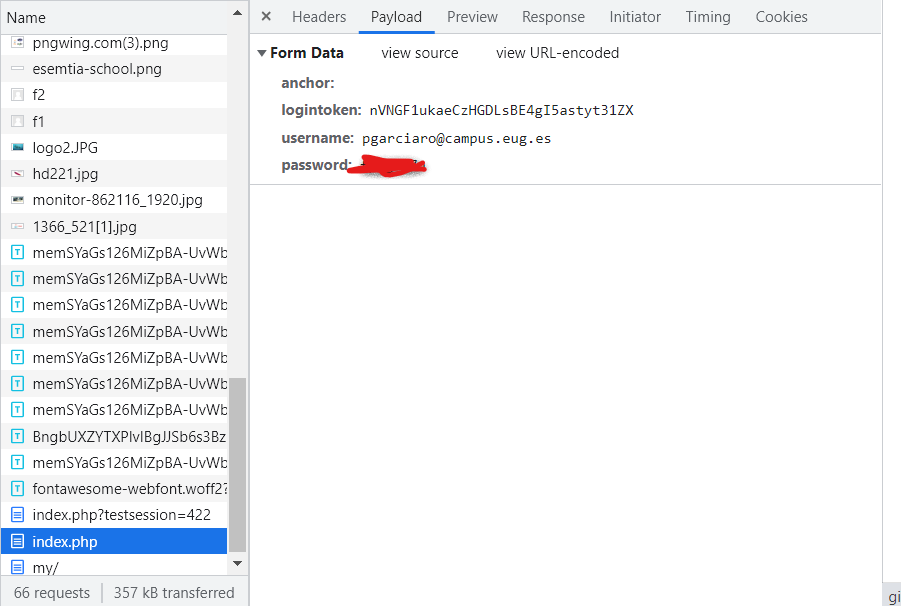 Name
pngwing.com(3).png
esemtia-school.png
f2
f1
logo2.JPG
hd221.jpg
monitor-862116_1920.jpg
1366_521[1].jpg
memSYaGs126MiZpBA-UvWb
memSYaGs126MiZpBA-UvWb
memSYaGs126MiZpBA-UvWb
memSYaGs126MiZpBA-UvWb
memSYaGs126MiZpBA-UvWb
memSYaGs126MiZpBA-UvWb
memSYaGs126MiZpBA-UvWb
BngbUXZYTXPIvIBgJJSb6s3Bz
memSYaGs126MiZpBA-UvWb
fontawesome-webfont.woff2?
index.php?testsession=422
index.php
my/
66 requests 357 kB transferred
Headers Payload Preview Response Initiator Timing Cookies
Form Data view source view URL-encoded
anchor:
logintoken: nVNGF1ukaeCzHGDLsBE4gI5astyt31ZX
username: pgarciaro@campus.eug.es
password:
gi